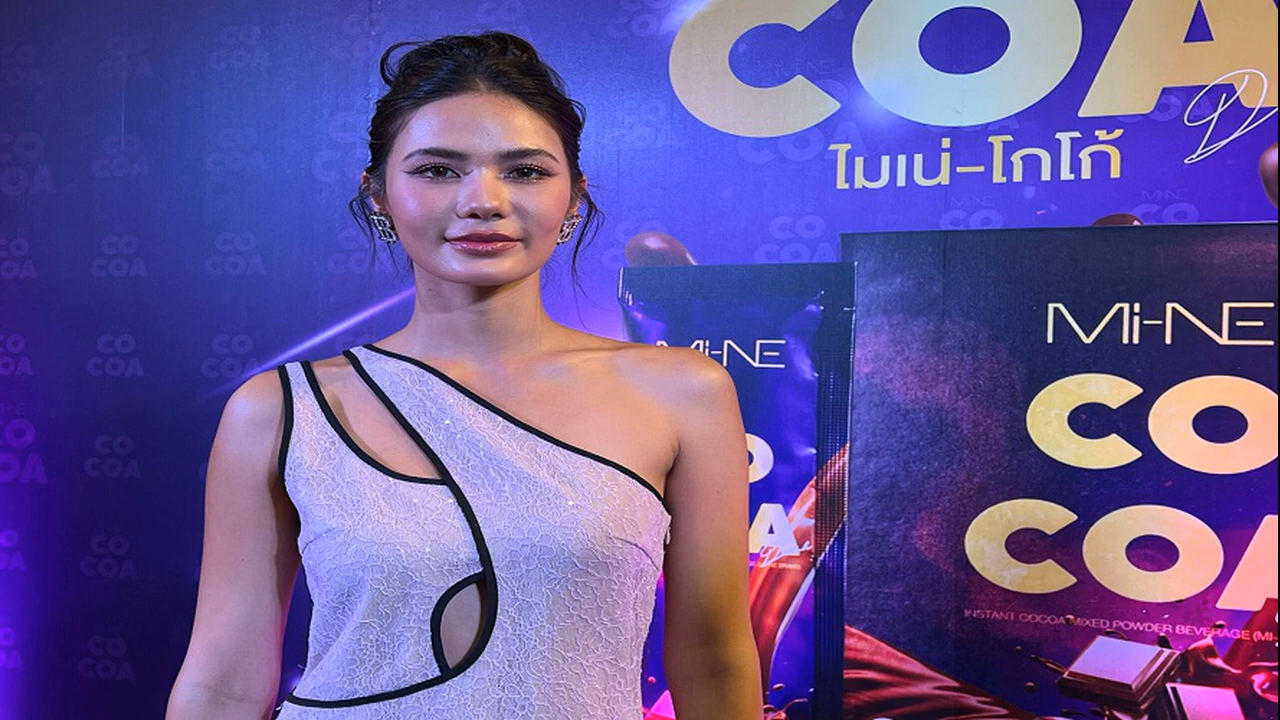 COA
ไมเน่-โกโก้
Mi-NE
Mi-NE
CO
COA
INSTANT COCOA MIXED POWDER BEVERAGE (MI-
O
A
CO
COA